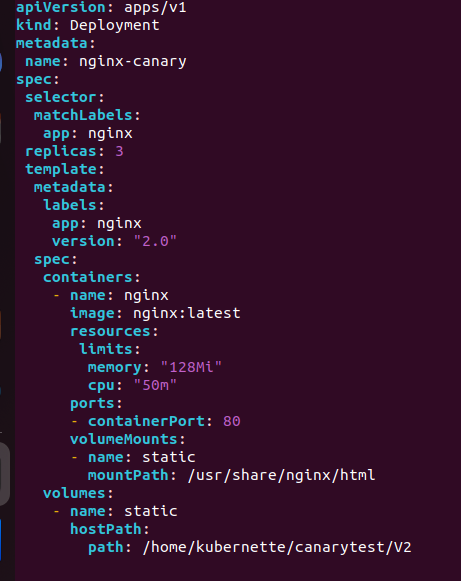 apiVersion: apps/v1
kind: Deployment
metadata:
 name: nginx-canary
spec:
 selector:
  matchLabels:
   app: nginx
 replicas: 3
 template:
  metadata:
   labels:
    app: nginx
    version: "2.0"
  spec:
   containers:
    - name: nginx
      image: nginx:latest
      resources:
       limits:
        memory: "128Mi"
        cpu: "50m"
      ports:
      - containerPort: 80
      volumeMounts:
      - name: static
        mountPath: /usr/share/nginx/html
   volumes:
    - name: static
      hostPath:
        path: /home/kubernette/canarytest/V2